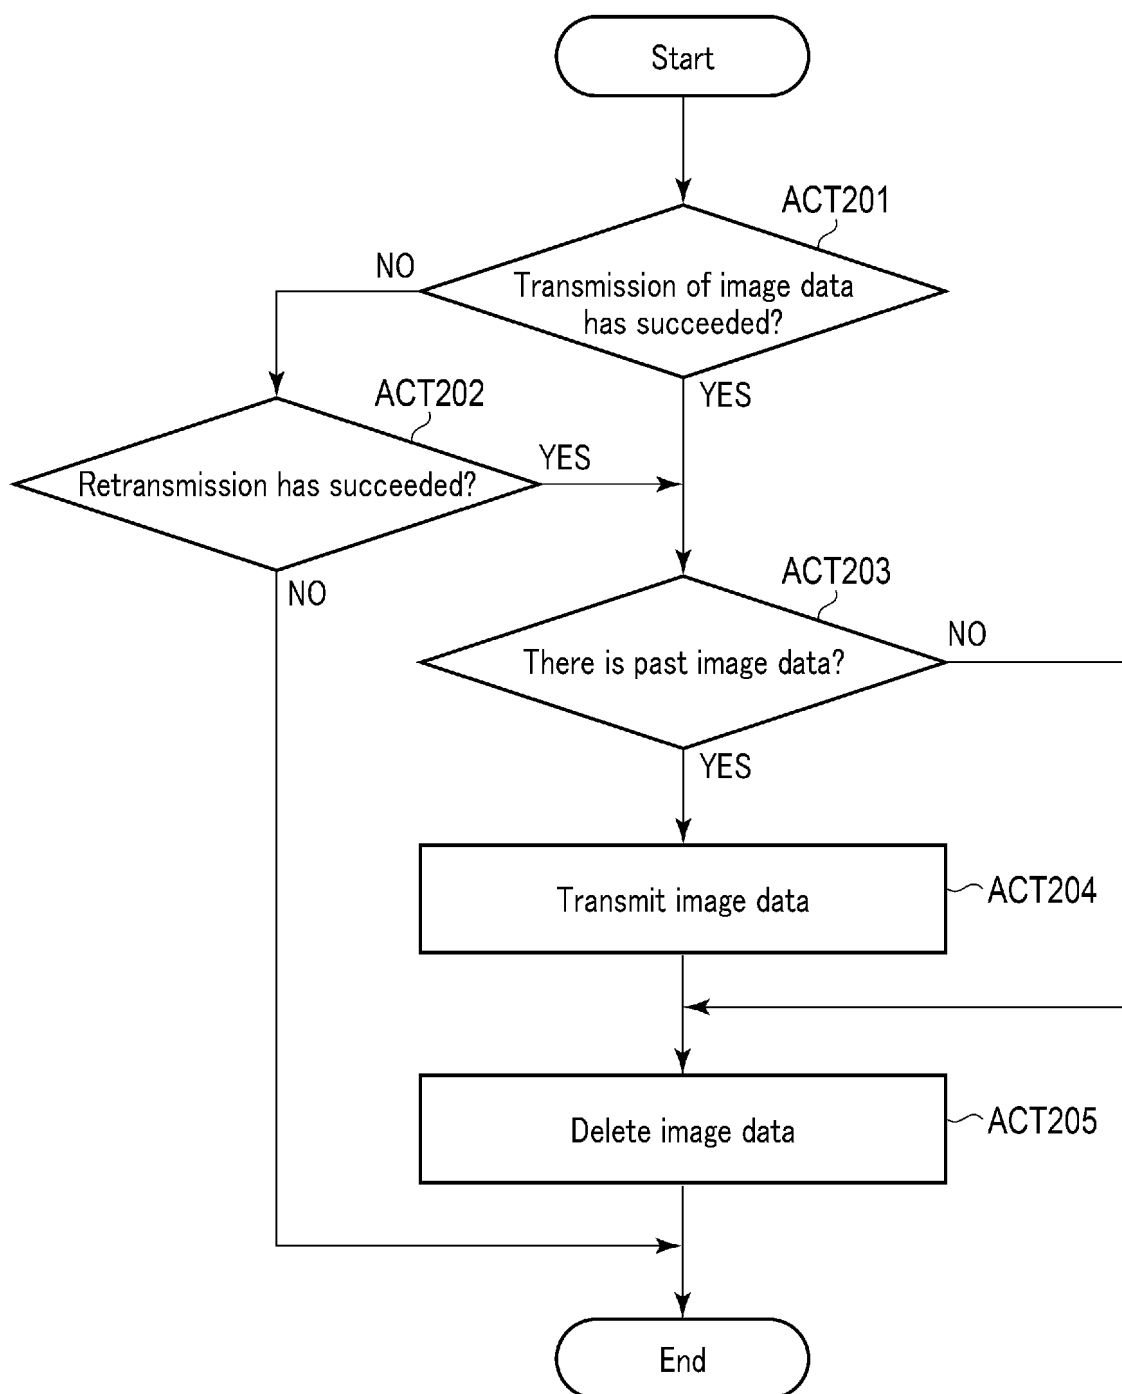 Start
ACT201
NO
Transmission of image data
has succeeded?
YES
ACT202
YES
Retransmission has succeeded?
NO
ACT203
NO
There is past image data?
YES
Transmit image data
ACT204
Delete image data
ACT205
End